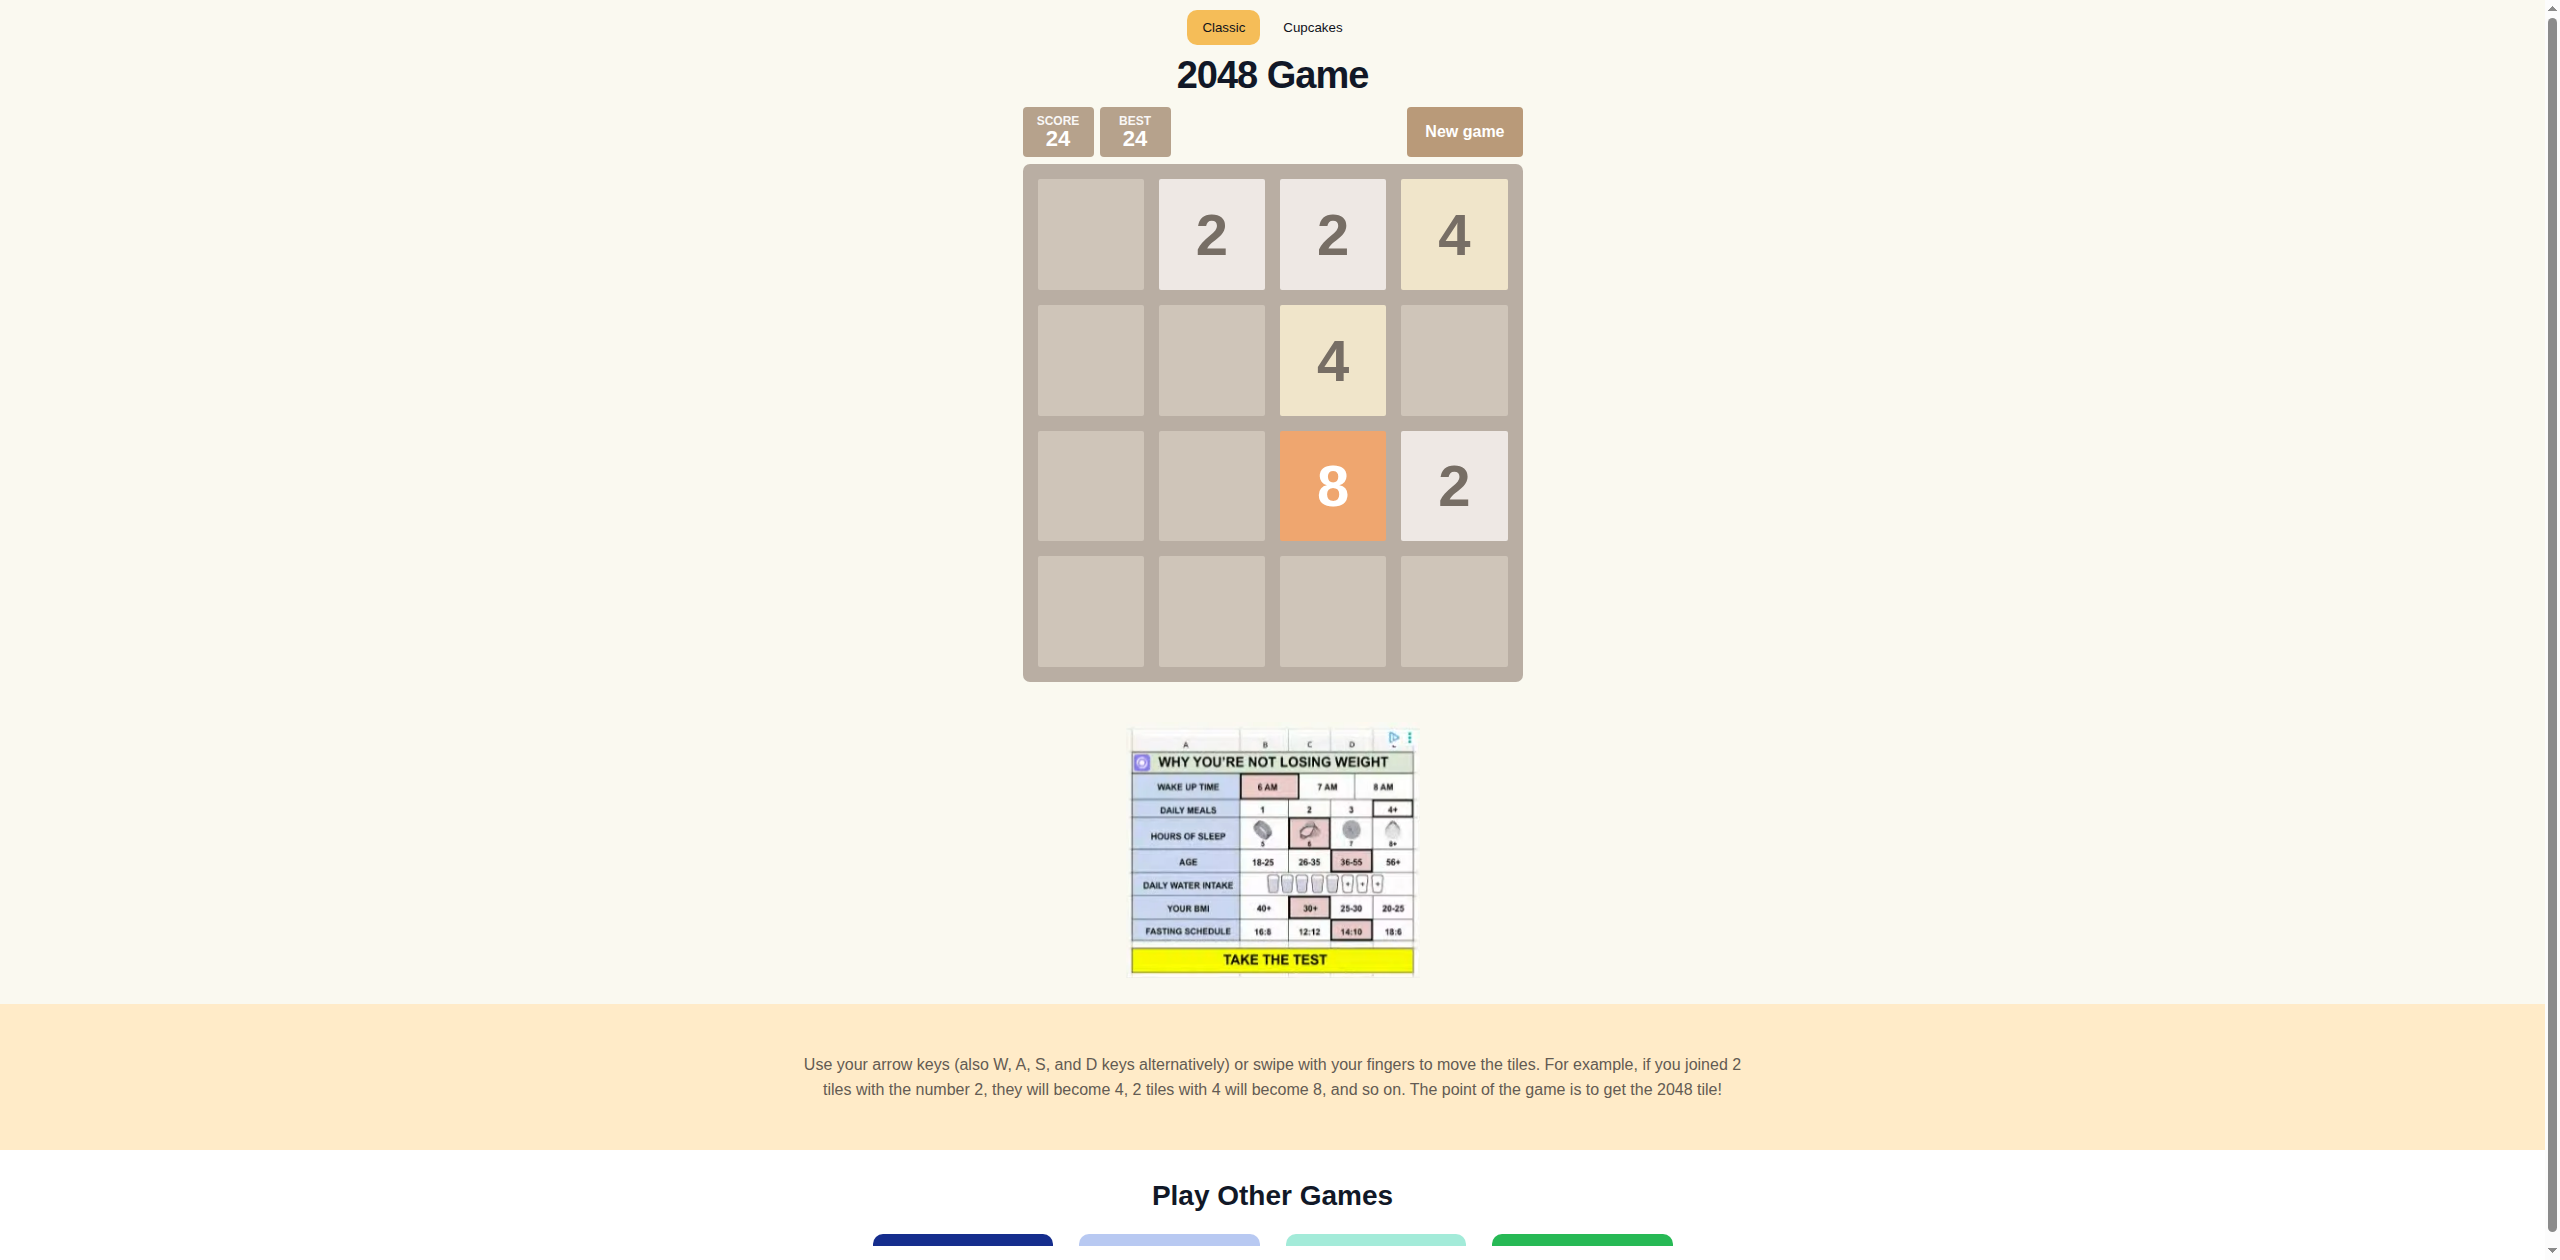 Classic Cupcakes
2048 Game
SCORE BEST
24 24
New game
2 2 4
4
8 2
A B C D
WHY YOU'RE NOT LOSING WEIGHT
WAKE UP TIME 6 AM 7 AM 8 AM
DAILY MEALS 1 2 3 4+
HOURS OF SLEEP 5 6 7 8+
AGE 18-25 26-35 36-55 56+
DAILY WATER INTAKE + + +
YOUR BMI 40+ 30+ 25-30 20-25
FASTING SCHEDULE 16:8 12:12 14:10 18:6
TAKE THE TEST
Use your arrow keys (also W, A, S, and D keys alternatively) or swipe with your fingers to move the tiles. For example, if you joined 2
tiles with the number 2, they will become 4, 2 tiles with 4 will become 8, and so on. The point of the game is to get the 2048 tile!
Play Other Games